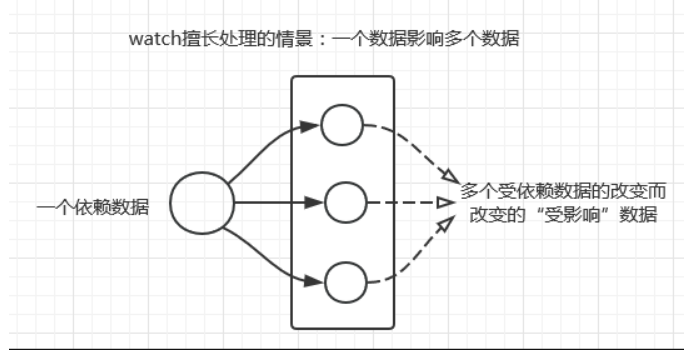 watch擅长处理的情景：一个数据影响多个数据
一个依赖数据
多个受依赖数据的改变而
改变的“受影响”数据